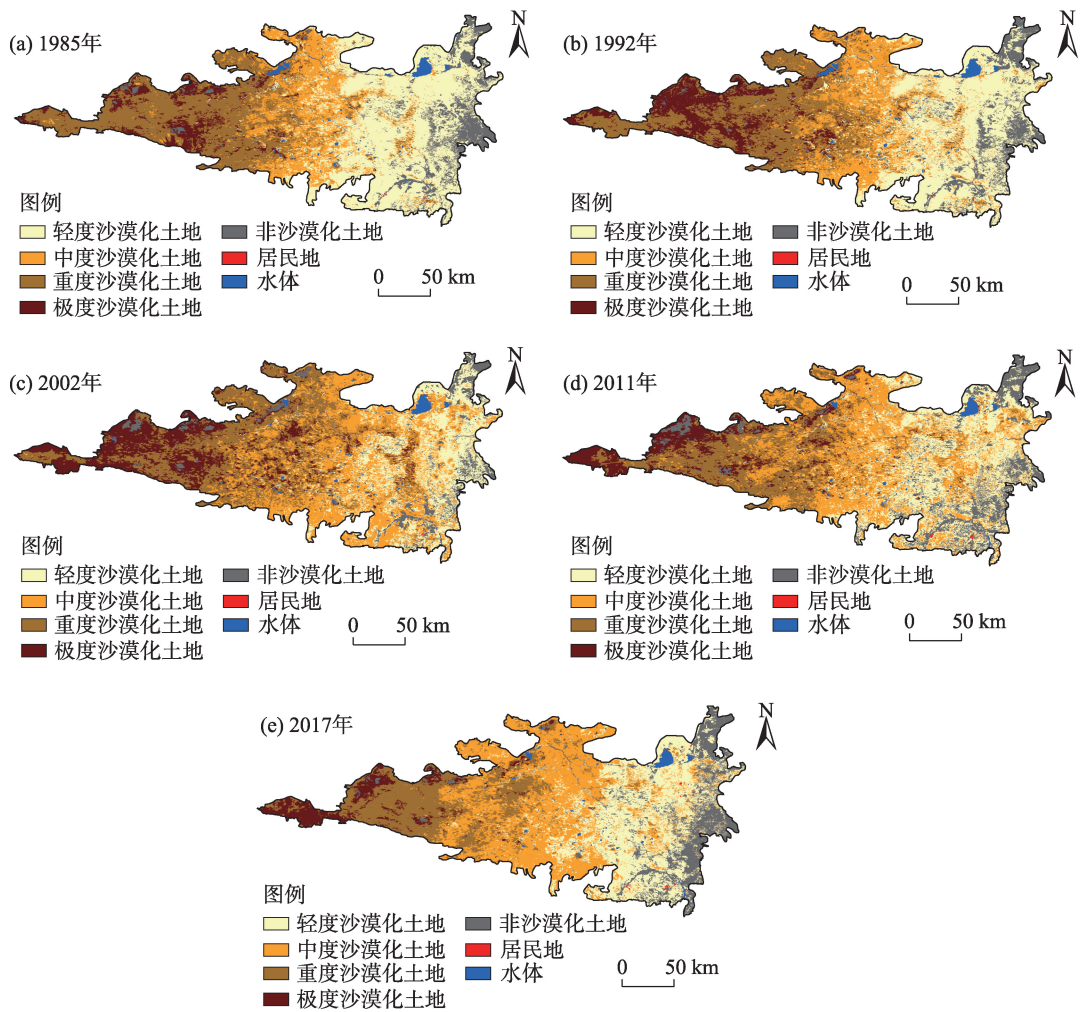 (a) 1985年
N
图例
轻度沙漠化土地
非沙漠化土地
中度沙漠化土地
居民地
重度沙漠化土地
水体
极度沙漠化土地
0 50 km
(b) 1992年
N
图例
轻度沙漠化土地
非沙漠化土地
中度沙漠化土地
居民地
重度沙漠化土地
水体
极度沙漠化土地
0 50 km
(c) 2002年
N
图例
轻度沙漠化土地
非沙漠化土地
中度沙漠化土地
居民地
重度沙漠化土地
水体
极度沙漠化土地
0 50 km
(d) 2011年
N
图例
轻度沙漠化土地
非沙漠化土地
中度沙漠化土地
居民地
重度沙漠化土地
水体
极度沙漠化土地
0 50 km
(e) 2017年
N
图例
轻度沙漠化土地
非沙漠化土地
中度沙漠化土地
居民地
重度沙漠化土地
水体
极度沙漠化土地
0 50 km